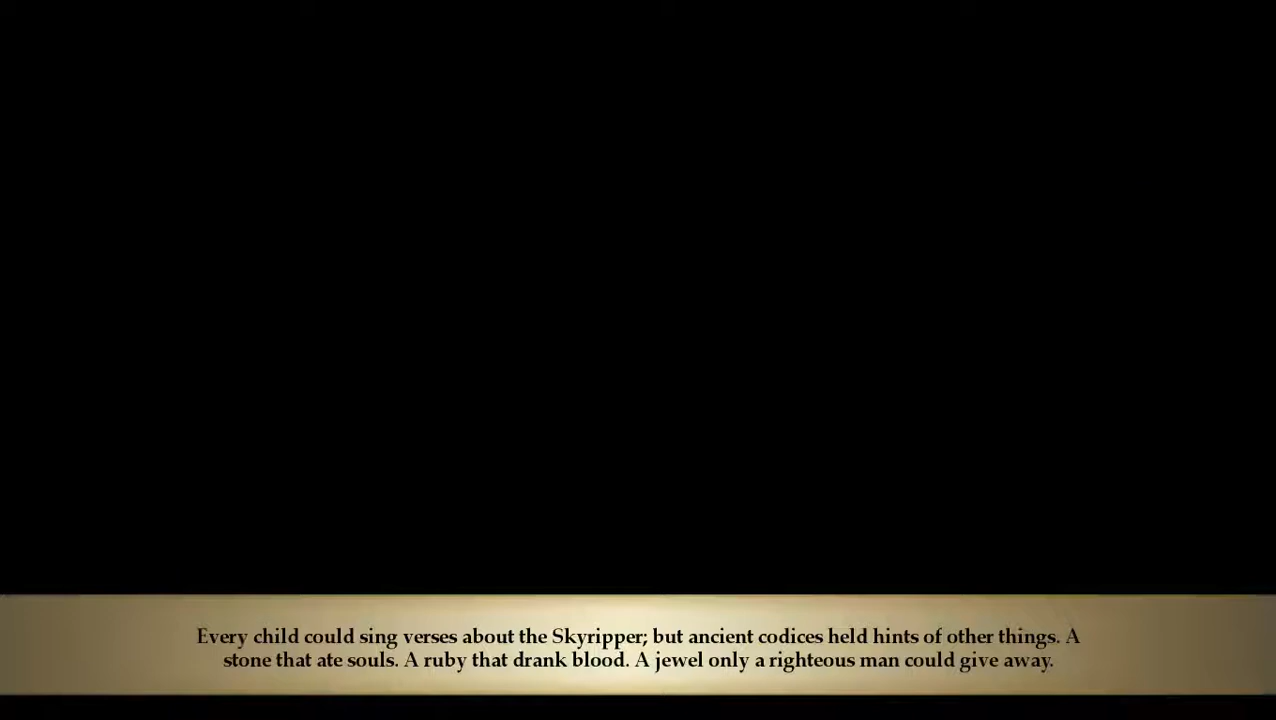 Every child could sing verses about the Skyripper; but ancient codices held hints of other things. A
stone that ate souls. A ruby that drank blood. A jewel only a righteous man could give away.